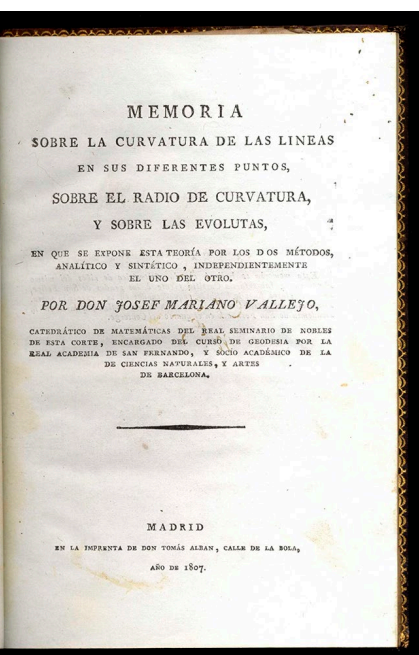 MEMORIA
SOBRE LA CURVATURA DE LAS LINEAS
EN SUS DIFERENTES PUNTOS,
SOBRE EL RADIO DE CURVATURA,
Y SOBRE LAS EVOLUTAS,
EN QUE SE EXPONE ESTA TEORÍA POR LOS DOS MÉTODOS,
ANALÍTICO Y SINTÉTICO, INDEPENDIENTEMENTE
EL UNO DEL OTRO.
POR DON JOSEF MARIANO VALLEJO,
CATEDRÁTICO DE MATEMÁTICAS DEL REAL SEMINARIO DE NOBLES
DE ESTA CORTE, ENCARGADO DEL CURSO DE GEODESIA POR LA
REAL ACADEMIA DE SAN FERNANDO, Y SOCIO ACADÉMICO DE LA
DE CIENCIAS NATURALES, Y ARTES
DE BARCELONA.
MADRID
EN LA IMPRENTA DE DON TOMÁS ALBAN, CALLE DE LA BOLA,
AÑO DE 1807.